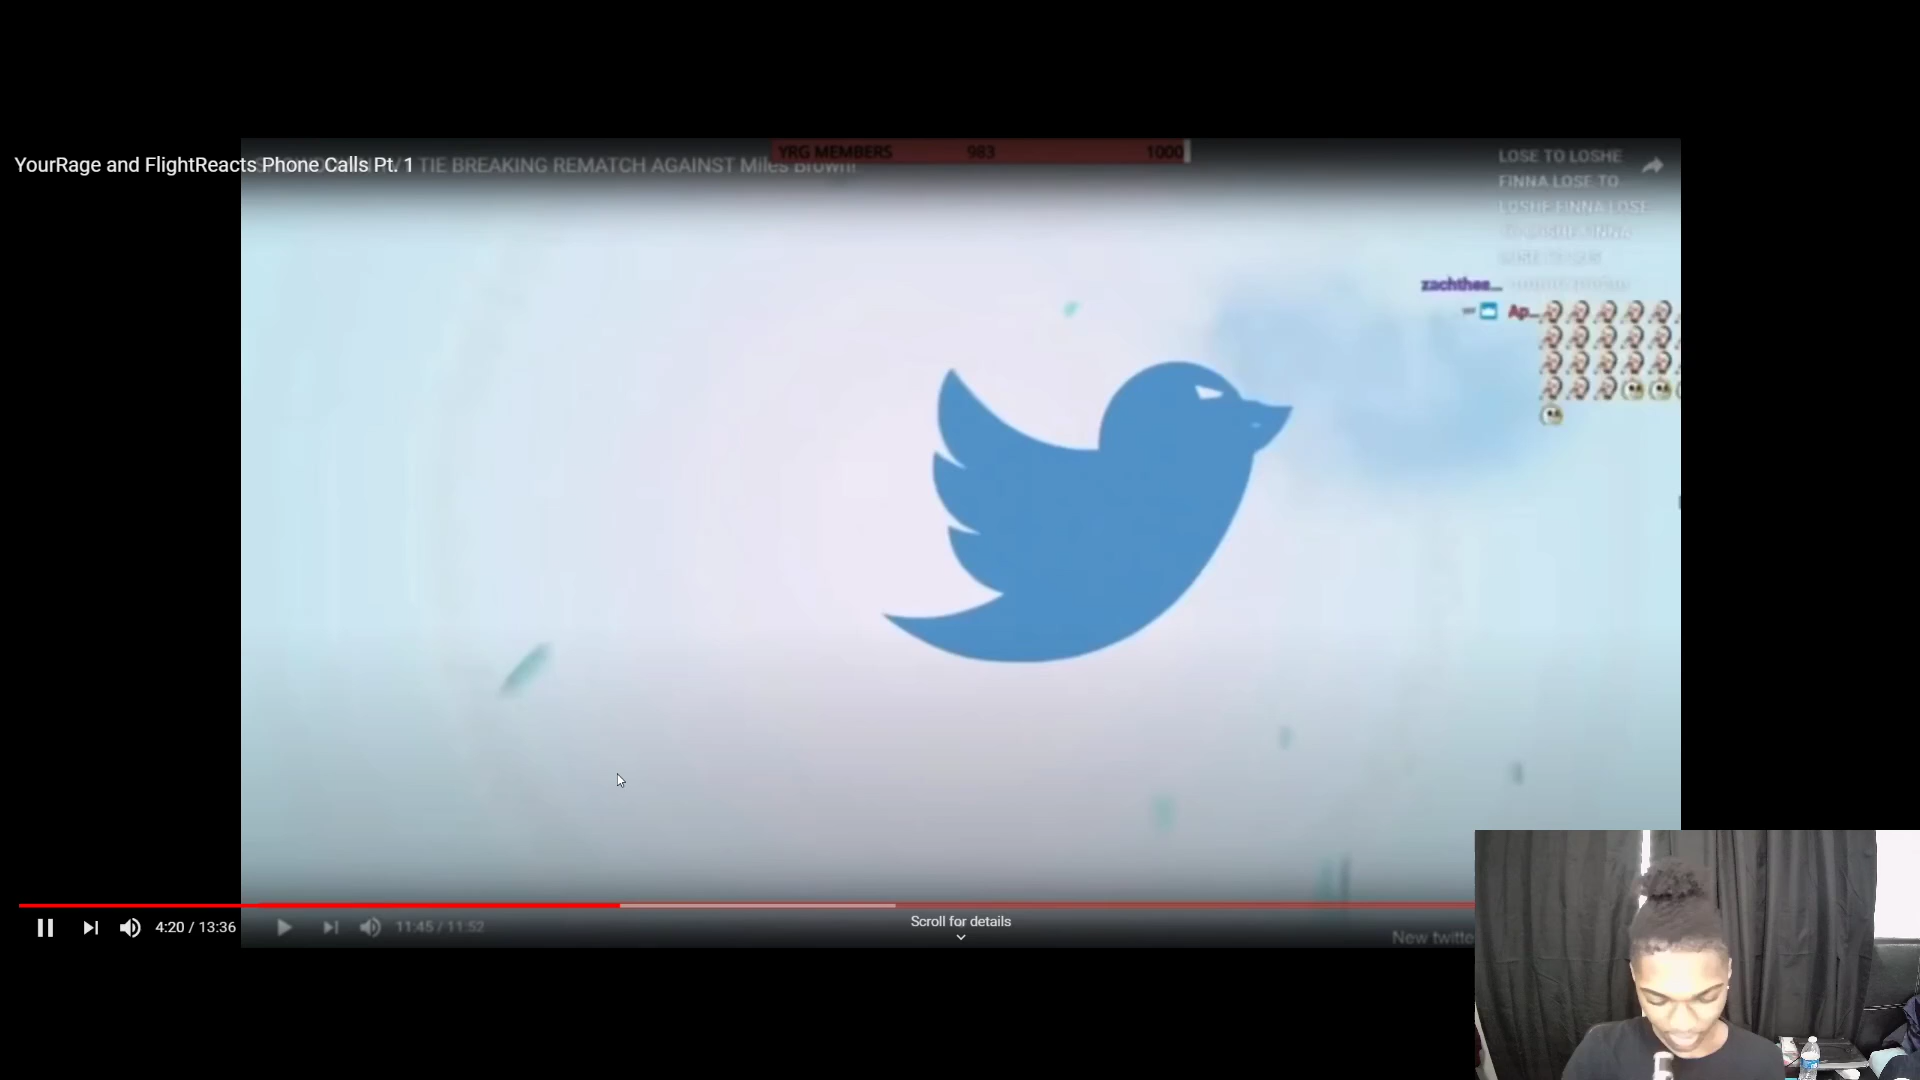 YourRage and FlightReacts Phone Calls Pt. 1
TIE BREAKING REMATCH AGAINST Miles Brown!
YRG MEMBERS 983 1000
LOSE TO LOSHE
FINNA LOSE TO
LOSHE FINNA LOSE
zachthee...
Ap...
4:20 / 13:36
11:45 / 11:52
Scroll for details
New twitte